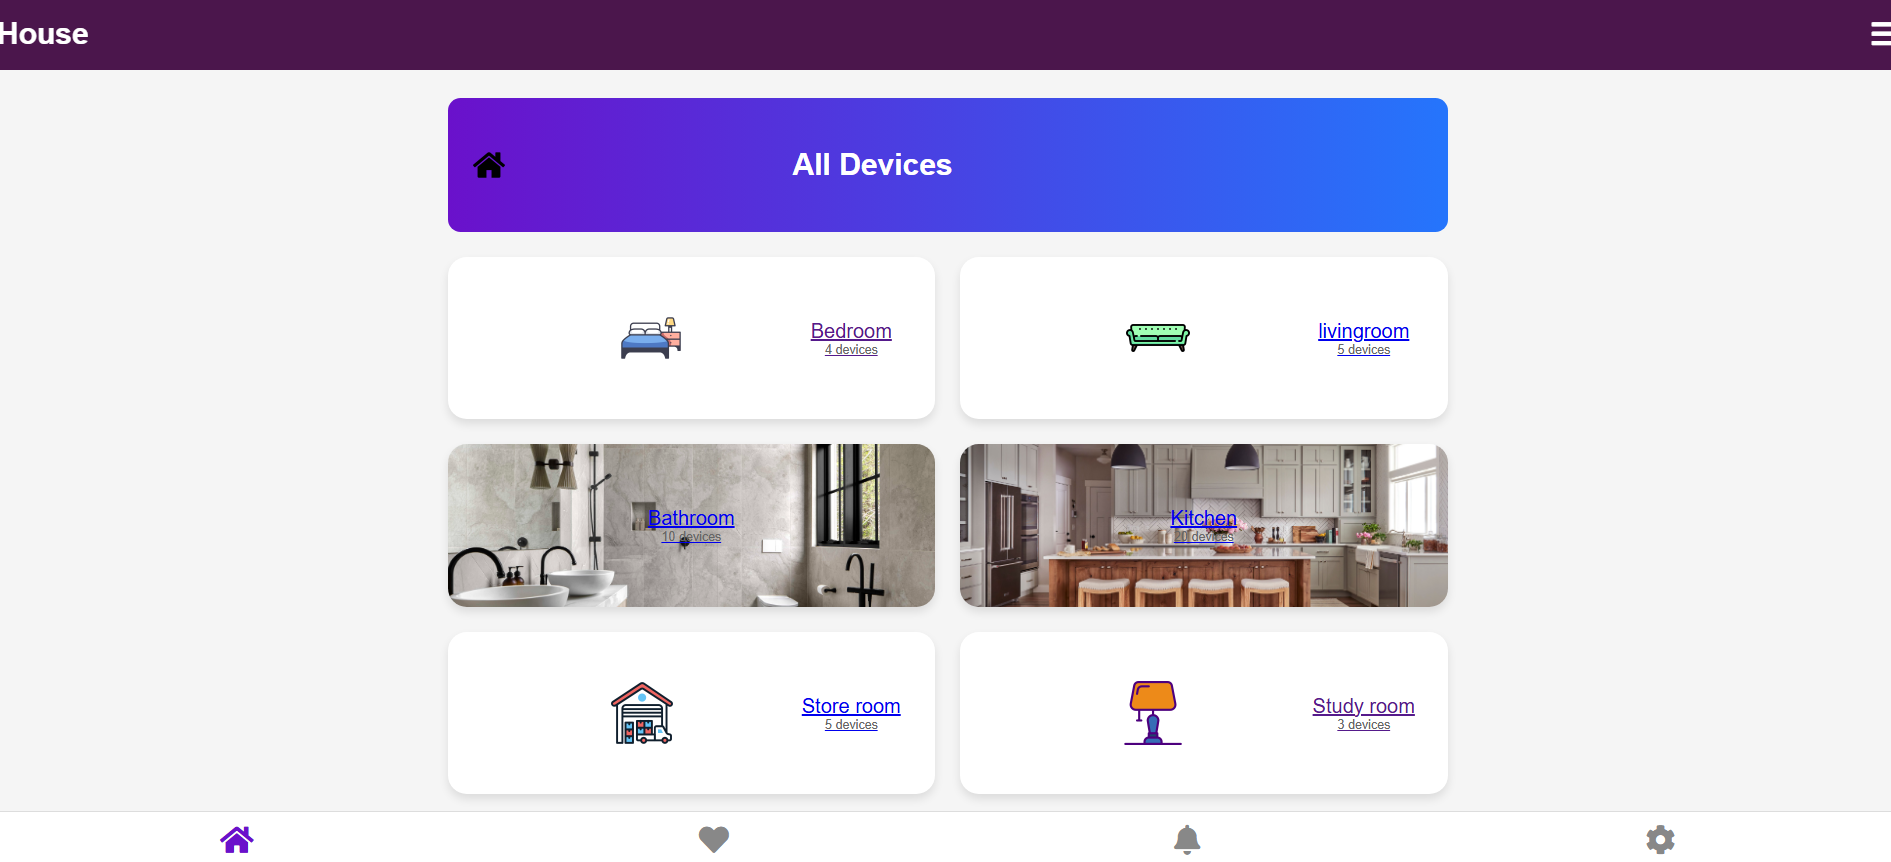 House
All Devices
Bedroom
4 devices
livingroom
5 devices
Bathroom
10 devices
Kitchen
20 devices
Store room
5 devices
Study room
3 devices